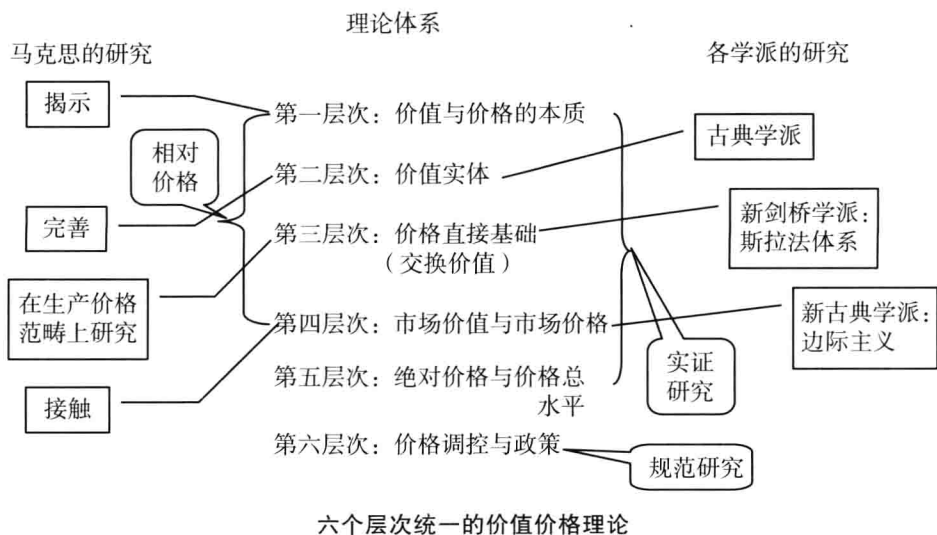 理论体系
马克思的研究
各学派的研究
揭示
第一层次：价值与价格的本质
相对
价格
古典学派
第二层次：价值实体
完善
第三层次：价格直接基础
（交换价值）
新剑桥学派：
斯拉法体系
在生产价格
范畴上研究
第四层次：市场价值与市场价格
新古典学派：
边际主义
实证
研究
第五层次：绝对价格与价格总
水平
接触
第六层次：价格调控与政策
规范研究
六个层次统一的价值价格理论